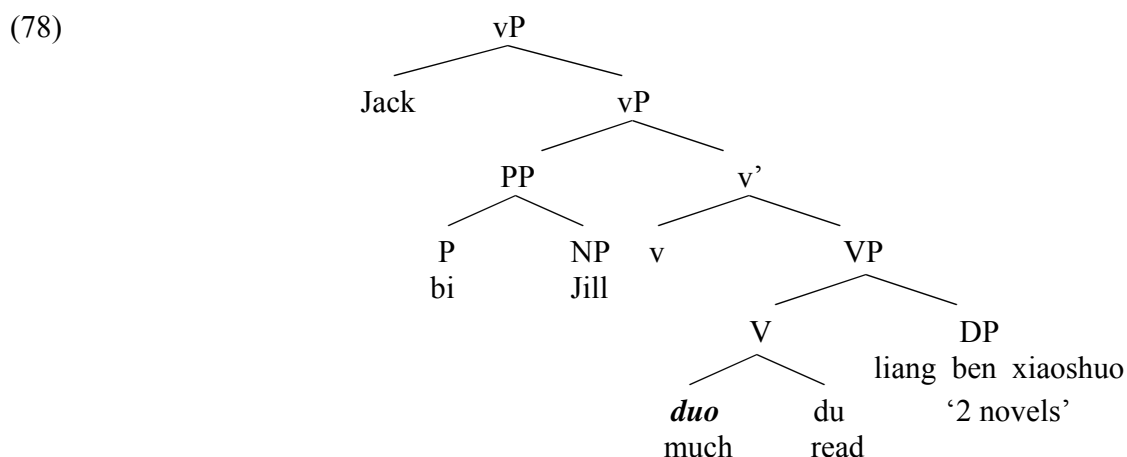 (78) vP
Jack vP
PP v’
P NP v VP
bi Jill
V DP
liang ben xiaoshuo
duo du ‘2 novels’
much read